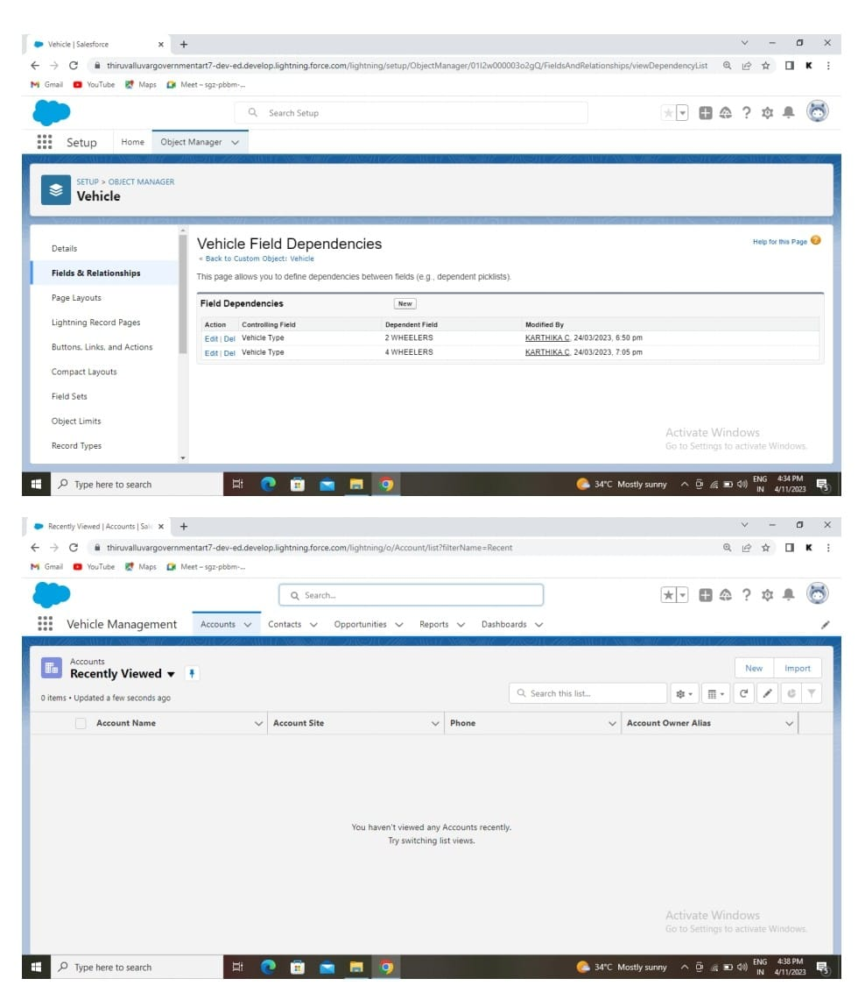 Vehicle | Salesforce
thiruvalluvargovernmentart7-dev-ed.develop.lightning.force.com/lightning/setup/ObjectManager/01I2w000003o2gQ/FieldsAndRelationships/viewDependencyList
Gmail YouTube Maps Meet – sgz-pbbm-...
Search Setup
Setup Home Object Manager
SETUP > OBJECT MANAGER
Vehicle
Details
Fields & Relationships
Page Layouts
Lightning Record Pages
Buttons, Links, and Actions
Compact Layouts
Field Sets
Object Limits
Record Types
Vehicle Field Dependencies
Help for this Page
« Back to Custom Object: Vehicle
This page allows you to define dependencies between fields (e.g., dependent picklists).
Field Dependencies New
Action Controlling Field Dependent Field Modified By
Edit | Del Vehicle Type 2 WHEELERS KARTHIKA C, 24/03/2023, 6:50 pm
Edit | Del Vehicle Type 4 WHEELERS KARTHIKA C, 24/03/2023, 7:05 pm
Activate Windows
Go to Settings to activate Windows.
Type here to search 34°C Mostly sunny ENG 4:34 PM
IN 4/11/2023
Recently Viewed | Accounts | Sal
thiruvalluvargovernmentart7-dev-ed.develop.lightning.force.com/lightning/o/Account/list?filterName=Recent
Gmail YouTube Maps Meet – sgz-pbbm-...
Search...
Vehicle Management Accounts Contacts Opportunities Reports Dashboards
Accounts
Recently Viewed
New Import
0 items • Updated a few seconds ago
Search this list...
Account Name Account Site Phone Account Owner Alias
You haven't viewed any Accounts recently.
Try switching list views.
Activate Windows
Go to Settings to activate Windows.
Type here to search 34°C Mostly sunny ENG 4:38 PM
IN 4/11/2023